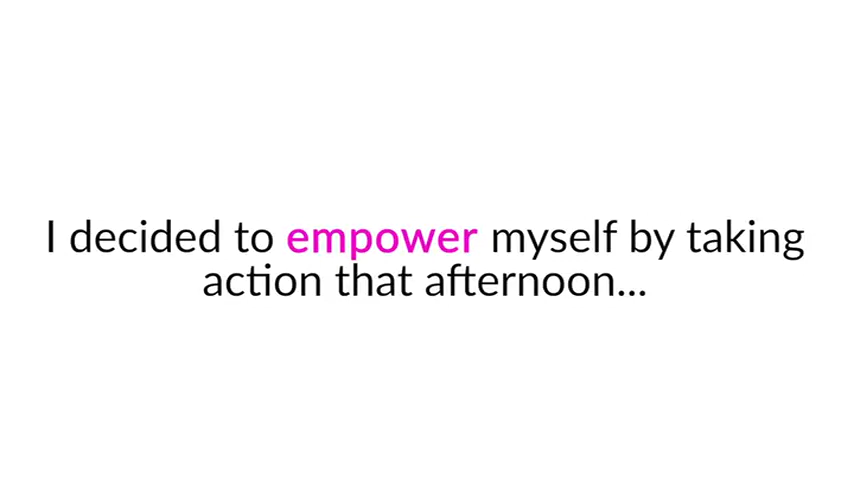 I decided to empower myself by taking
action that afternoon...